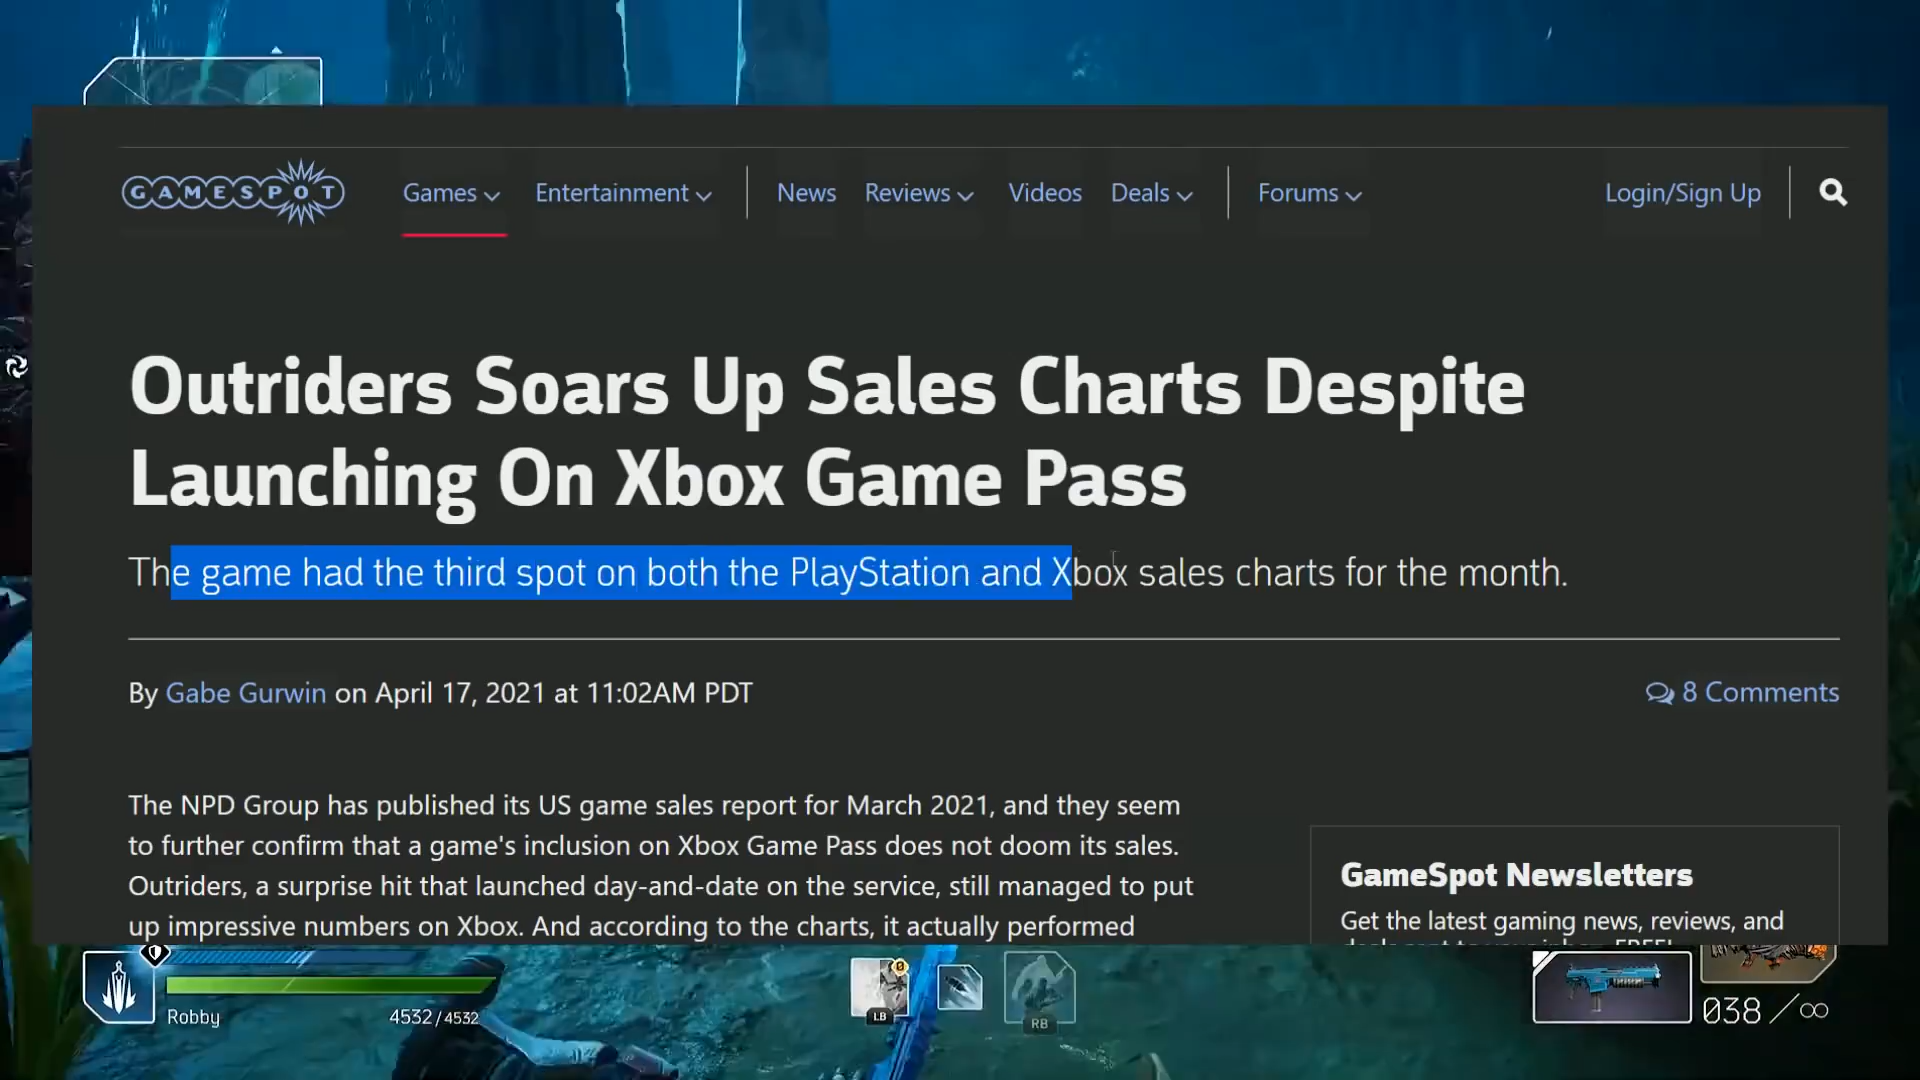 GAMESPOT
Games
Entertainment
News
Reviews
Videos
Deals
Forums
Login/Sign Up
Outriders Soars Up Sales Charts Despite
Launching On Xbox Game Pass
The game had the third spot on both the PlayStation and Xbox sales charts for the month.
By Gabe Gurwin on April 17, 2021 at 11:02AM PDT
8 Comments
The NPD Group has published its US game sales report for March 2021, and they seem
to further confirm that a game's inclusion on Xbox Game Pass does not doom its sales.
Outriders, a surprise hit that launched day-and-date on the service, still managed to put
up impressive numbers on Xbox. And according to the charts, it actually performed
GameSpot Newsletters
Get the latest gaming news, reviews, and
Robby
4532/4532
LB
RB
038/∞